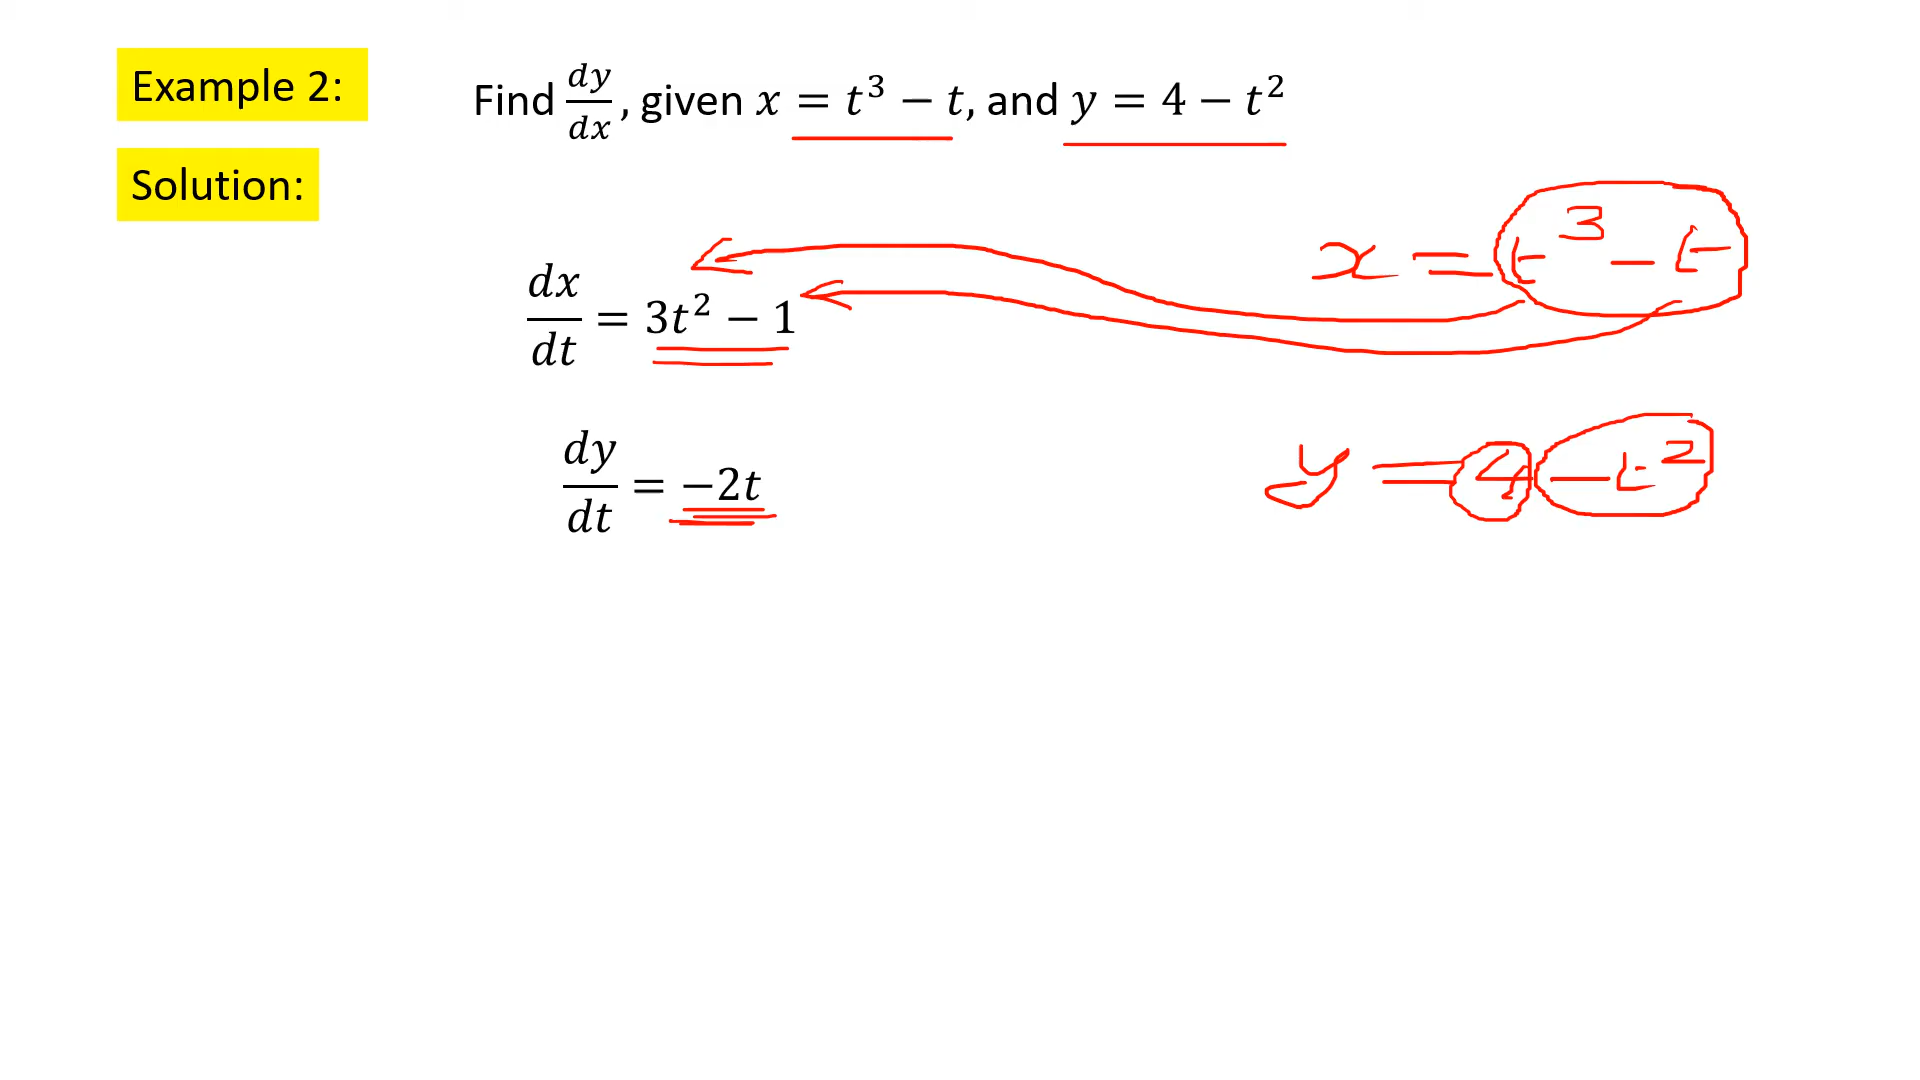 Example 2:
Find dy/dx, given x = t³ − t, and y = 4 − t²
Solution:
x = t³ − t
dx/dt = 3t² − 1
y = 4 − t²
dy/dt = −2t